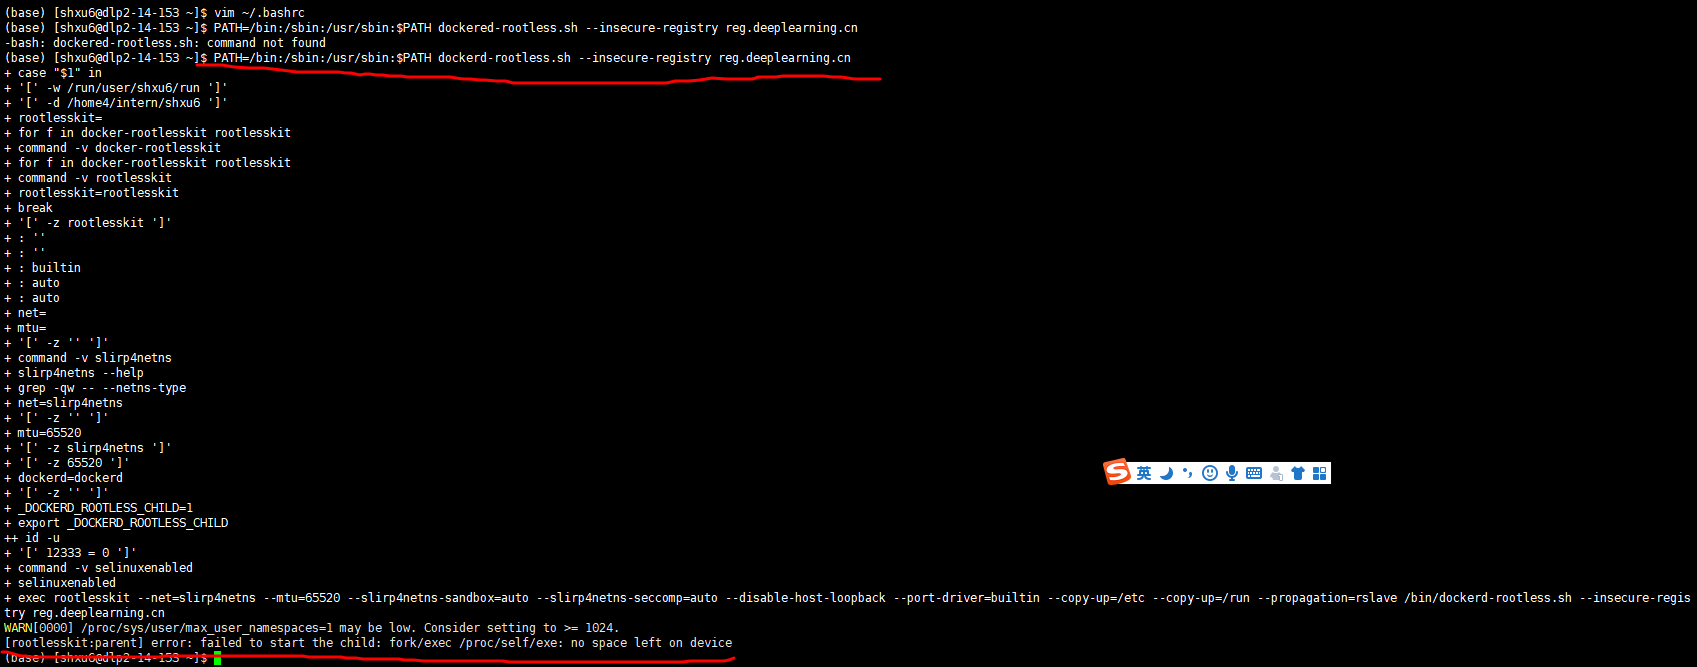 (base) [shxu6@dlp2-14-153 ~]$ vim ~/.bashrc
(base) [shxu6@dlp2-14-153 ~]$ PATH=/bin:/sbin:/usr/sbin:$PATH dockered-rootless.sh --insecure-registry reg.deeplearning.cn
-bash: dockered-rootless.sh: command not found
(base) [shxu6@dlp2-14-153 ~]$ PATH=/bin:/sbin:/usr/sbin:$PATH dockerd-rootless.sh --insecure-registry reg.deeplearning.cn
+ case "$1" in
+ '[' -w /run/user/shxu6/run ']'
+ '[' -d /home4/intern/shxu6 ']'
+ rootlesskit=
+ for f in docker-rootlesskit rootlesskit
+ command -v docker-rootlesskit
+ for f in docker-rootlesskit rootlesskit
+ command -v rootlesskit
+ rootlesskit=rootlesskit
+ break
+ '[' -z rootlesskit ']'
+ : ''
+ : ''
+ : builtin
+ : auto
+ : auto
+ net=
+ mtu=
+ '[' -z '' ']'
+ command -v slirp4netns
+ slirp4netns --help
+ grep -qw -- --netns-type
+ net=slirp4netns
+ '[' -z '' ']'
+ mtu=65520
+ '[' -z slirp4netns ']'
+ '[' -z 65520 ']'
+ dockerd=dockerd
+ '[' -z '' ']'
+ _DOCKERD_ROOTLESS_CHILD=1
+ export _DOCKERD_ROOTLESS_CHILD
++ id -u
+ '[' 12333 = 0 ']'
+ command -v selinuxenabled
+ selinuxenabled
+ exec rootlesskit --net=slirp4netns --mtu=65520 --slirp4netns-sandbox=auto --slirp4netns-seccomp=auto --disable-host-loopback --port-driver=builtin --copy-up=/etc --copy-up=/run --propagation=rslave /bin/dockerd-rootless.sh --insecure-regis
try reg.deeplearning.cn
WARN[0000] /proc/sys/user/max_user_namespaces=1 may be low. Consider setting to >= 1024.
[rootlesskit:parent] error: failed to start the child: fork/exec /proc/self/exe: no space left on device
(base) [shxu6@dlp2-14-153 ~]$
英